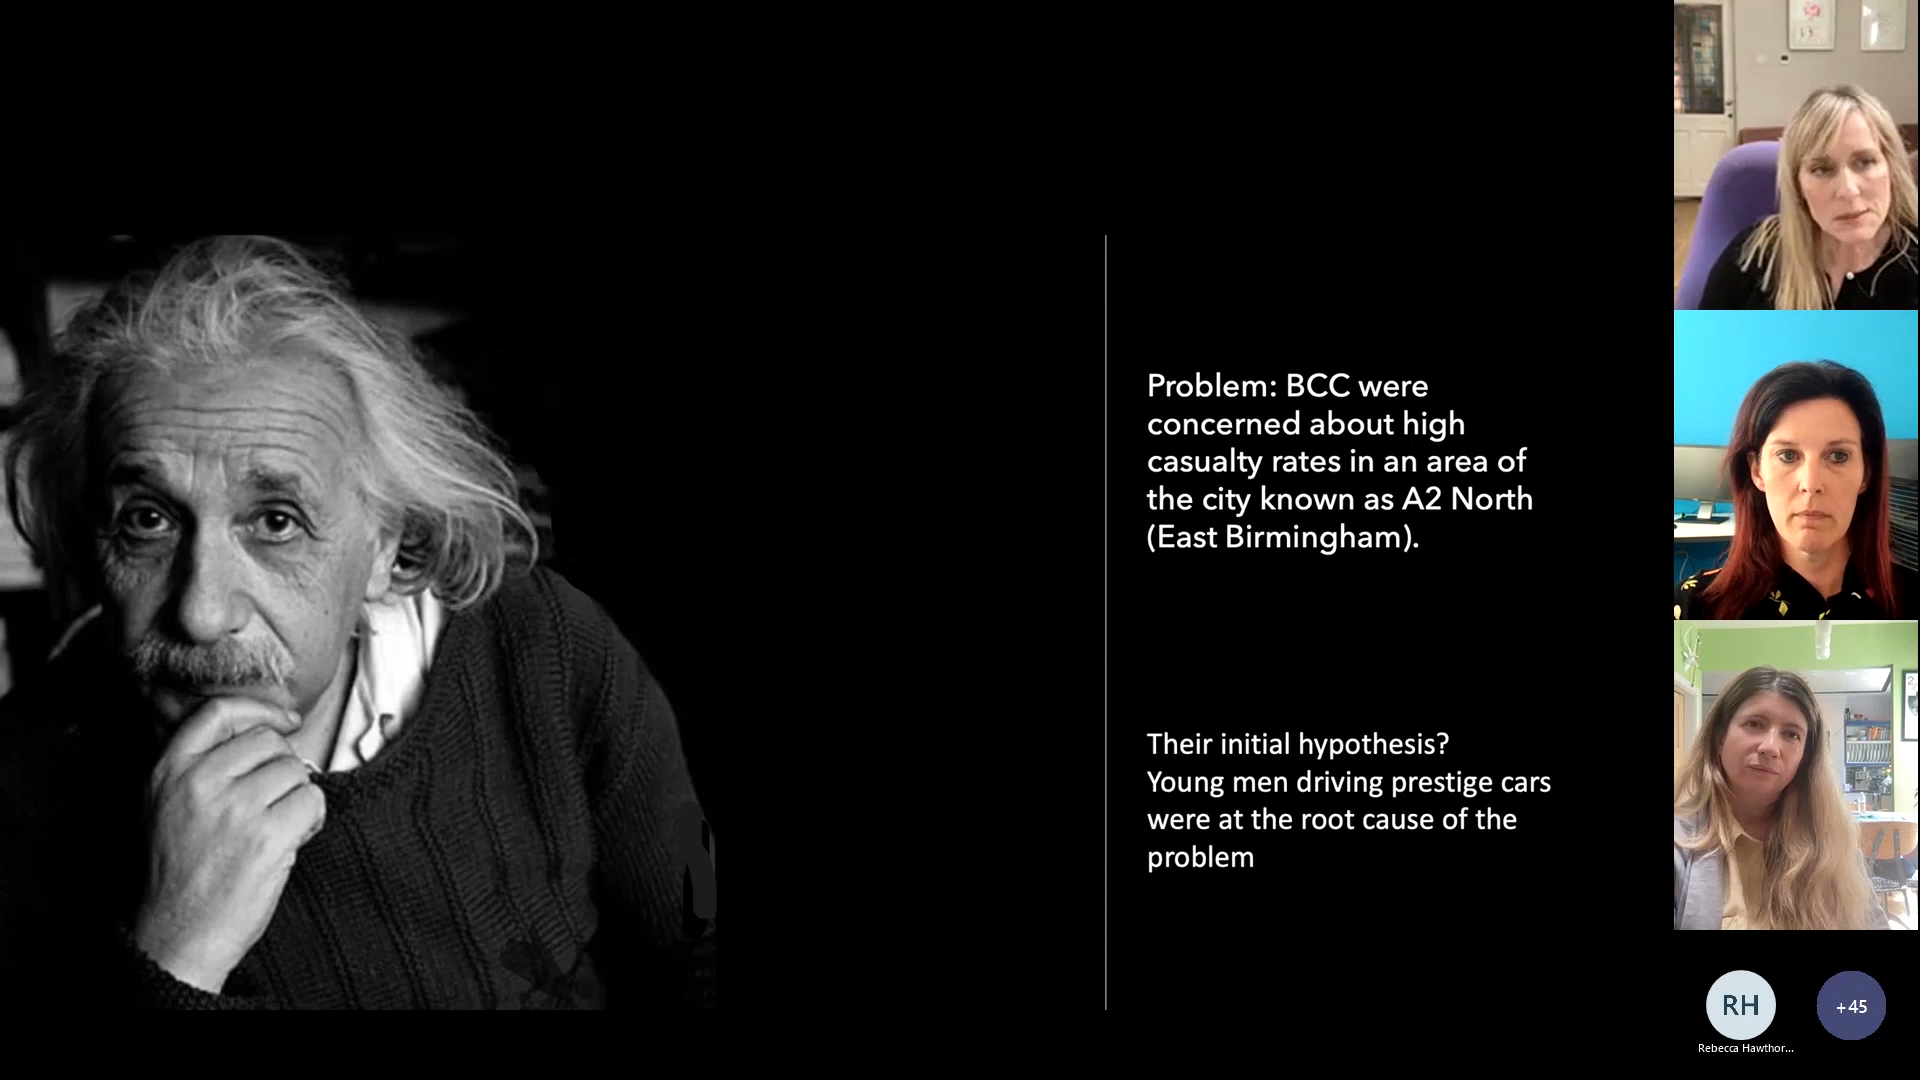 Problem: BCC were
concerned about high
casualty rates in an area of
the city known as A2 North
(East Birmingham).
Their initial hypothesis?
Young men driving prestige cars
were at the root cause of the
problem
RH
+45
Rebecca Hawthor...